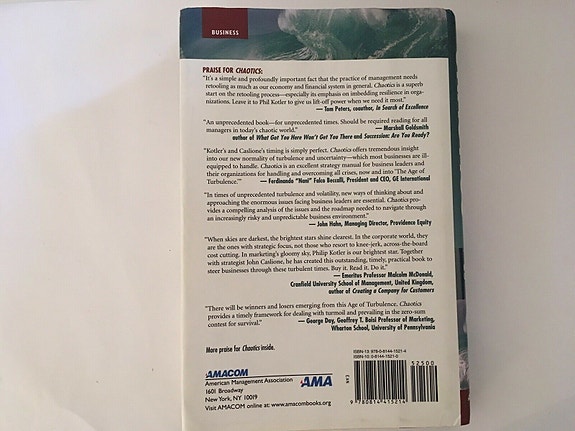 BUSINESS
PRAISE FOR CHAOTICS:
"It's a simple and profoundly important fact that the practice of management needs
retooling as much as our economy and financial system in general. Chaotics is a superb
start on the retooling process—especially its emphasis on imbedding resilience in orga-
nizations. Leave it to Phil Kotler to give us lift-off power when we need it most."
— Tom Peters, coauthor, In Search of Excellence
"An unprecedented book—for unprecedented times. Should be required reading for all
managers in today's chaotic world."
— Marshall Goldsmith
author of What Got You Here Won't Get You There and Succession: Are You Ready?
"Kotler's and Caslione's timing is simply perfect. Chaotics offers tremendous insight
into our new normality of turbulence and uncertainty—which most businesses are ill-
equipped to handle. Chaotics is an excellent strategy manual for business leaders and
their organizations for handling and overcoming all crises, now and into 'The Age of
Turbulence.'" — Ferdinando "Nani" Falco Beccalli, President and CEO, GE International
"In times of unprecedented turbulence and volatility, new ways of thinking about and
approaching the enormous issues facing business leaders are essential. Chaotics pro-
vides a compelling analysis of the issues and the roadmap needed to navigate through
an increasingly risky and unpredictable business environment."
— John Hahn, Managing Director, Providence Equity
"When skies are darkest, the brightest stars shine clearest. In the corporate world, they
are the ones with strategic focus, not those who resort to knee-jerk, across-the-board
cost cutting. In marketing's gloomy sky, Philip Kotler is our brightest star. Together
with strategist John Caslione, he has created this outstanding, timely, practical book to
steer businesses through these turbulent times. Buy it. Read it. Do it."
— Emeritus Professor Malcolm McDonald,
Cranfield University School of Management, United Kingdom,
author of Creating a Company for Customers
"There will be winners and losers emerging from this Age of Turbulence. Chaotics
provides a timely framework for dealing with turmoil and prevailing in the zero-sum
contest for survival."
— George Day, Geoffrey T. Boisi Professor of Marketing,
Wharton School, University of Pennsylvania
More praise for Chaotics inside.
ISBN-13: 978-0-8144-1521-4
ISBN-10: 0-8144-1521-0
52500
9 780814 415214
AMACOM
American Management Association
1601 Broadway
New York, NY 10019
Visit AMACOM online at: www.amacombooks.org
AMA